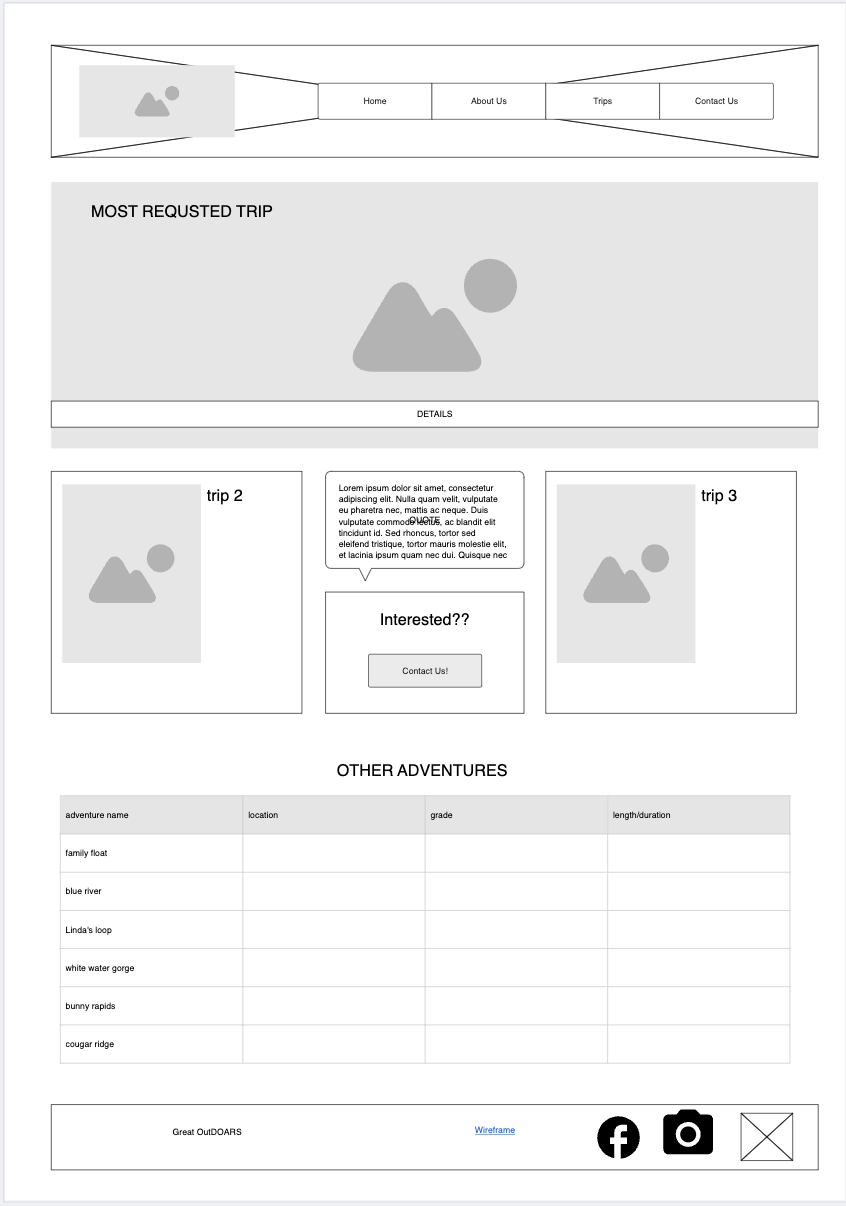 Home
About Us
Trips
Contact Us
MOST REQUSTED TRIP
DETAILS
trip 2
Lorem ipsum dolor sit amet, consectetur
adipiscing elit. Nulla quam velit, vulputate
eu pharetra nec, mattis ac neque. Duis
vulputate commodo lectus, ac blandit elit
tincidunt id. Sed rhoncus, tortor sed
eleifend tristique, tortor mauris molestie elit,
et lacinia ipsum quam nec dui. Quisque nec
QUOTE
Interested??
Contact Us!
trip 3
OTHER ADVENTURES
adventure name
location
grade
length/duration
family float
blue river
Linda's loop
white water gorge
bunny rapids
cougar ridge
Great OutDOARS
Wireframe